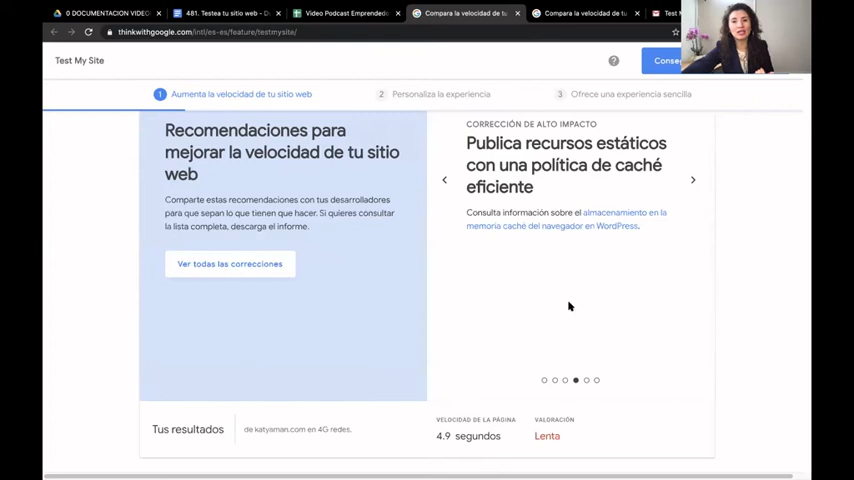 0 DOCUMENTACION VIDEO
481. Testea tu sitio web – D
Video Podcast Emprended
Compara la velocidad de tu
Compara la velocidad de tu
Test M
thinkwithgoogle.com/intl/es-es/feature/testmysite/
Test My Site
Conseg
1 Aumenta la velocidad de tu sitio web
2 Personaliza la experiencia
3 Ofrece una experiencia sencilla
Recomendaciones para
mejorar la velocidad de tu sitio
web
Comparte estas recomendaciones con tus desarrolladores
para que sepan lo que tienen que hacer. Si quieres consultar
la lista completa, descarga el informe.
Ver todas las correcciones
CORRECCIÓN DE ALTO IMPACTO
Publica recursos estáticos
con una política de caché
eficiente
Consulta información sobre el almacenamiento en la
memoria caché del navegador en WordPress.
Tus resultados
de katyaman.com en 4G redes.
VELOCIDAD DE LA PÁGINA
4.9 segundos
VALORACIÓN
Lenta